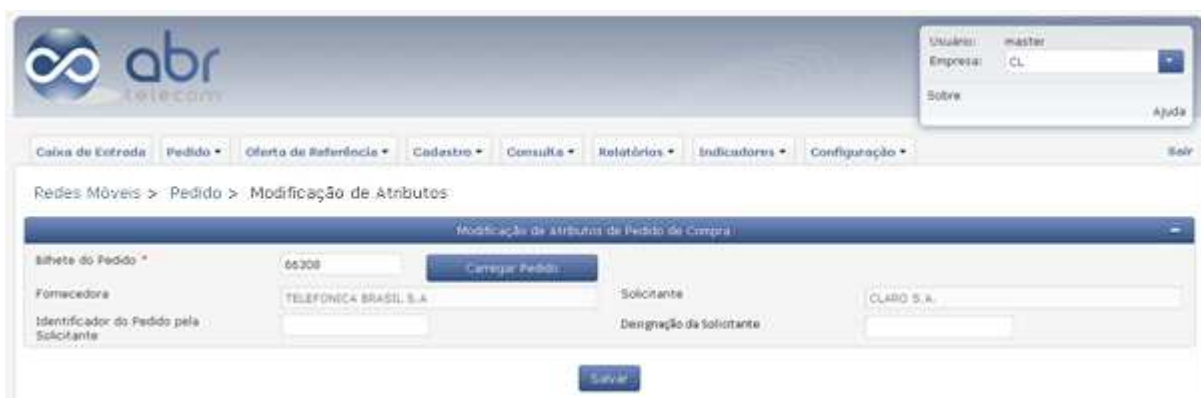 abr
telecom
Usuário: master
Empresa: CL
Sobre
Ajuda
Caixa de Entrada Pedido Oferta de Referência Cadastro Consulta Relatórios Indicadores Configuração Sair
Redes Móveis > Pedido > Modificação de Atributos
Modificação de Atributos de Pedido de Compra
Bilhete do Pedido * 66308 Carregar Pedido
Fornecedora TELEFONICA BRASIL S.A Solicitante CLARO S.A.
Identificador do Pedido pela Solicitante Designação da Solicitante
Salvar